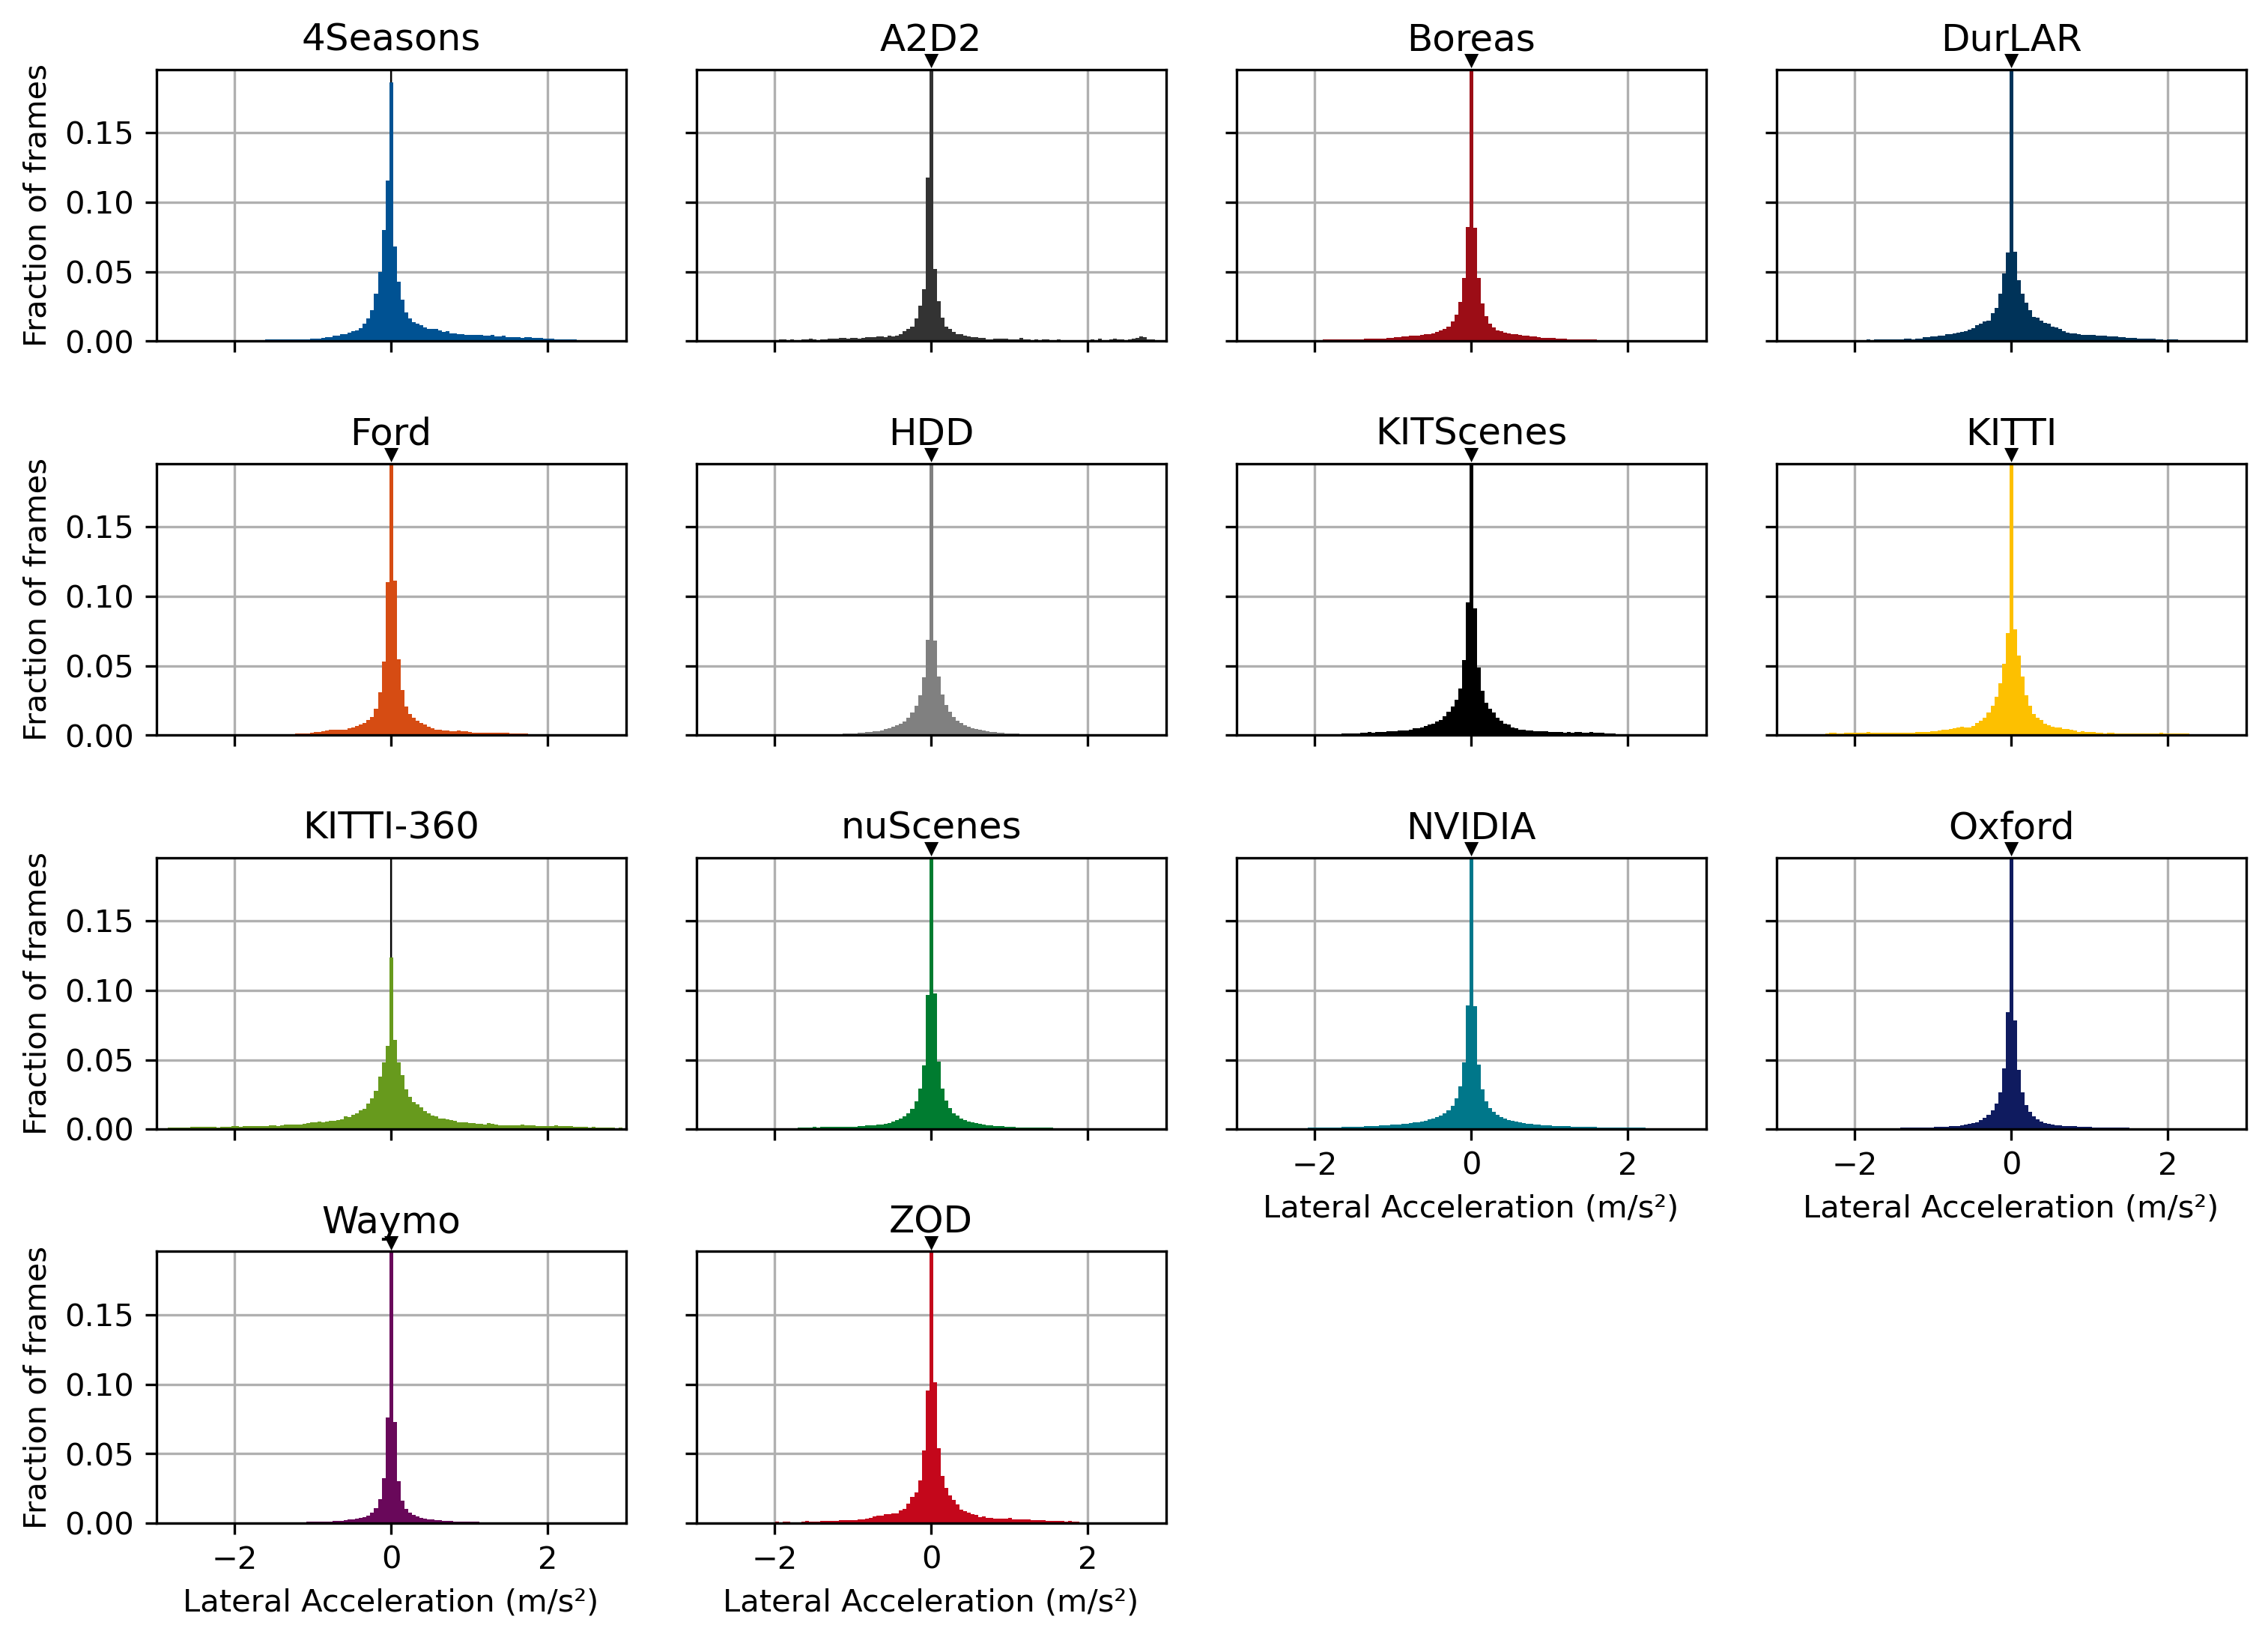 4Seasons A2D2 Boreas DurLAR
Fraction of frames
0.15
0.10
0.05
0.00
Ford HDD KITScenes KITTI
Fraction of frames
0.15
0.10
0.05
0.00
KITTI-360 nuScenes NVIDIA Oxford
Fraction of frames
0.15
0.10
0.05
0.00
−2 0 2 −2 0 2
Lateral Acceleration (m/s²) Lateral Acceleration (m/s²)
Waymo ZOD
Fraction of frames
0.15
0.10
0.05
0.00
−2 0 2 −2 0 2
Lateral Acceleration (m/s²) Lateral Acceleration (m/s²)